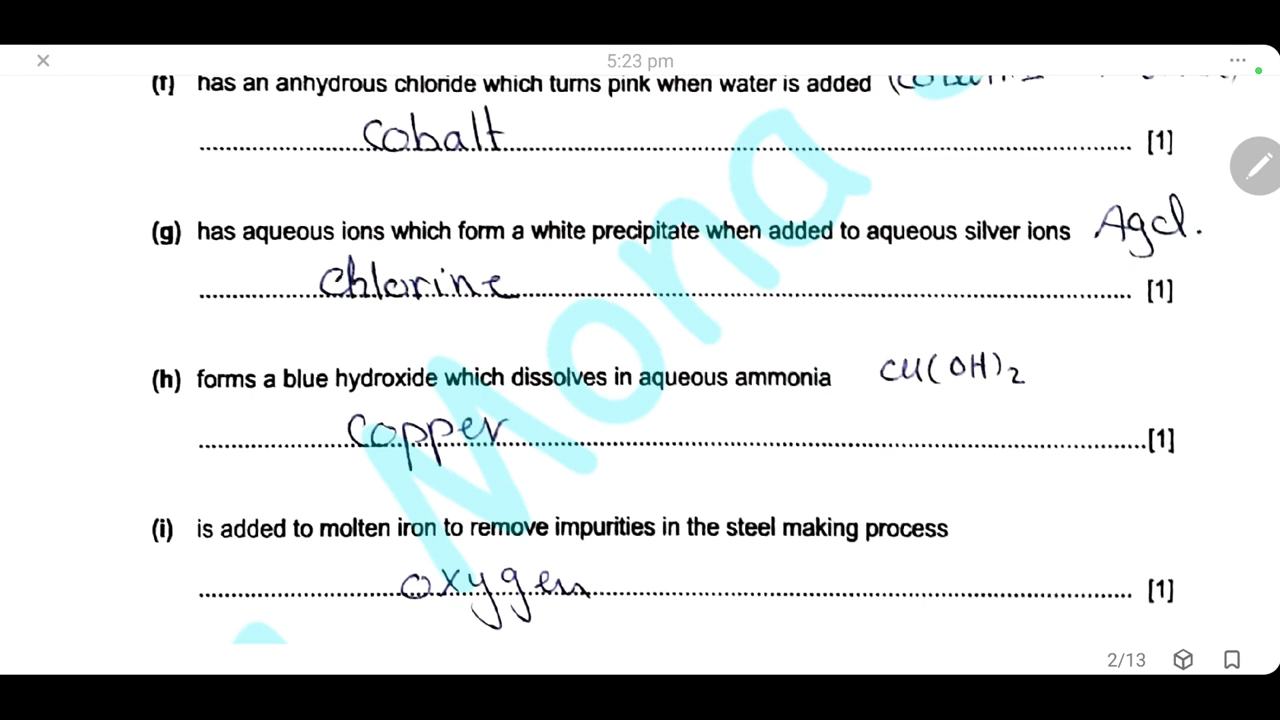 5:23 pm
(f) has an anhydrous chloride which turns pink when water is added
cobalt [1]
(g) has aqueous ions which form a white precipitate when added to aqueous silver ions Agcl.
chlorine [1]
(h) forms a blue hydroxide which dissolves in aqueous ammonia Cu(OH)2
Copper [1]
(i) is added to molten iron to remove impurities in the steel making process
oxygen [1]
Mona
2/13